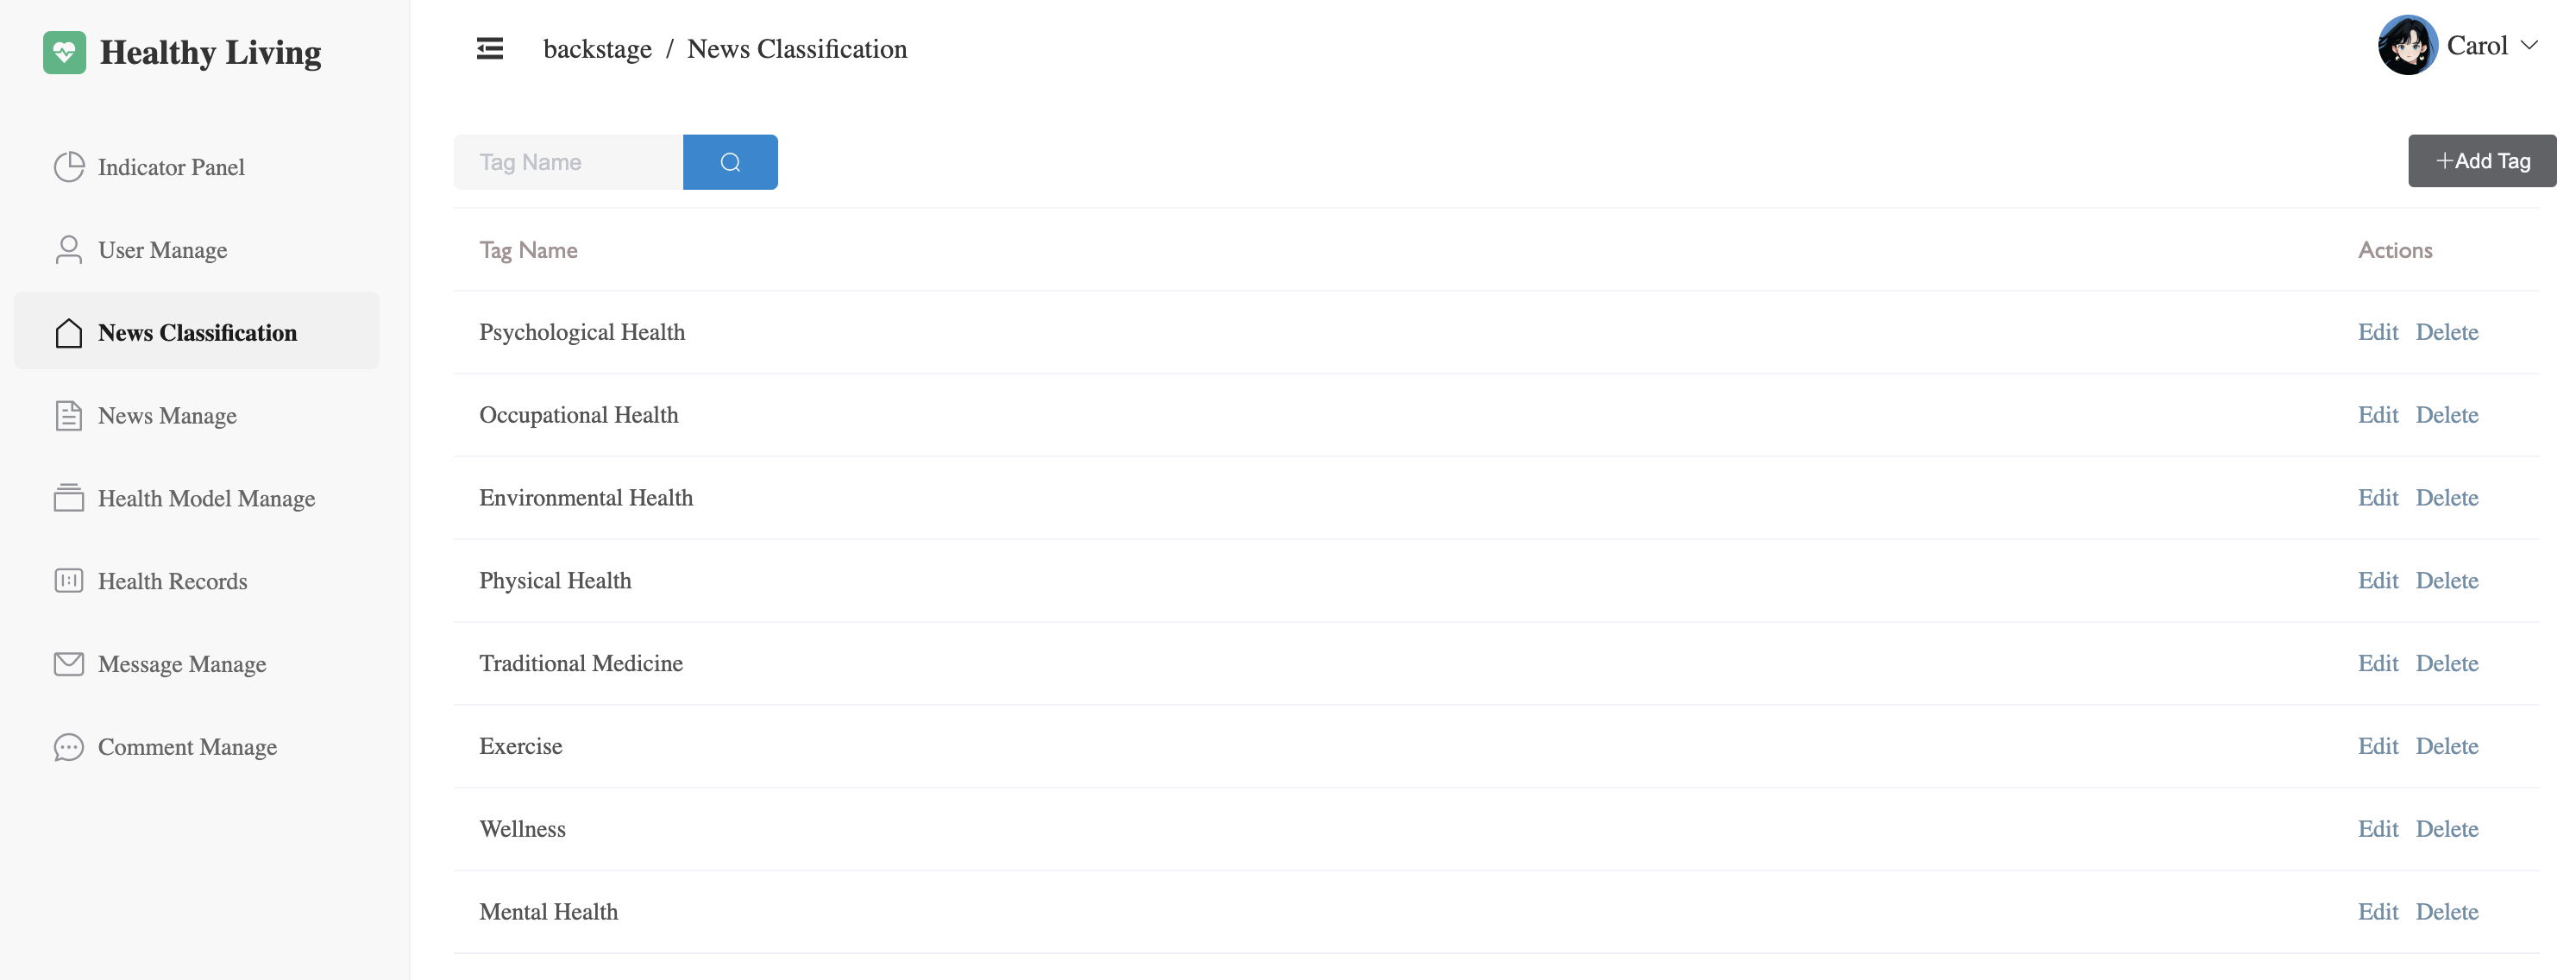 Healthy Living
backstage / News Classification
Carol
Indicator Panel
User Manage
News Classification
News Manage
Health Model Manage
Health Records
Message Manage
Comment Manage
Tag Name
+Add Tag
Tag Name Actions
Psychological Health Edit Delete
Occupational Health Edit Delete
Environmental Health Edit Delete
Physical Health Edit Delete
Traditional Medicine Edit Delete
Exercise Edit Delete
Wellness Edit Delete
Mental Health Edit Delete